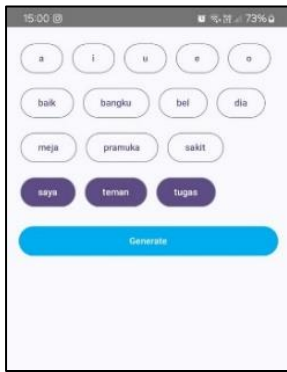 15:00 73%
a i u e o
baik bangku bel dia
meja pramuka sakit
saya teman tugas
Generate